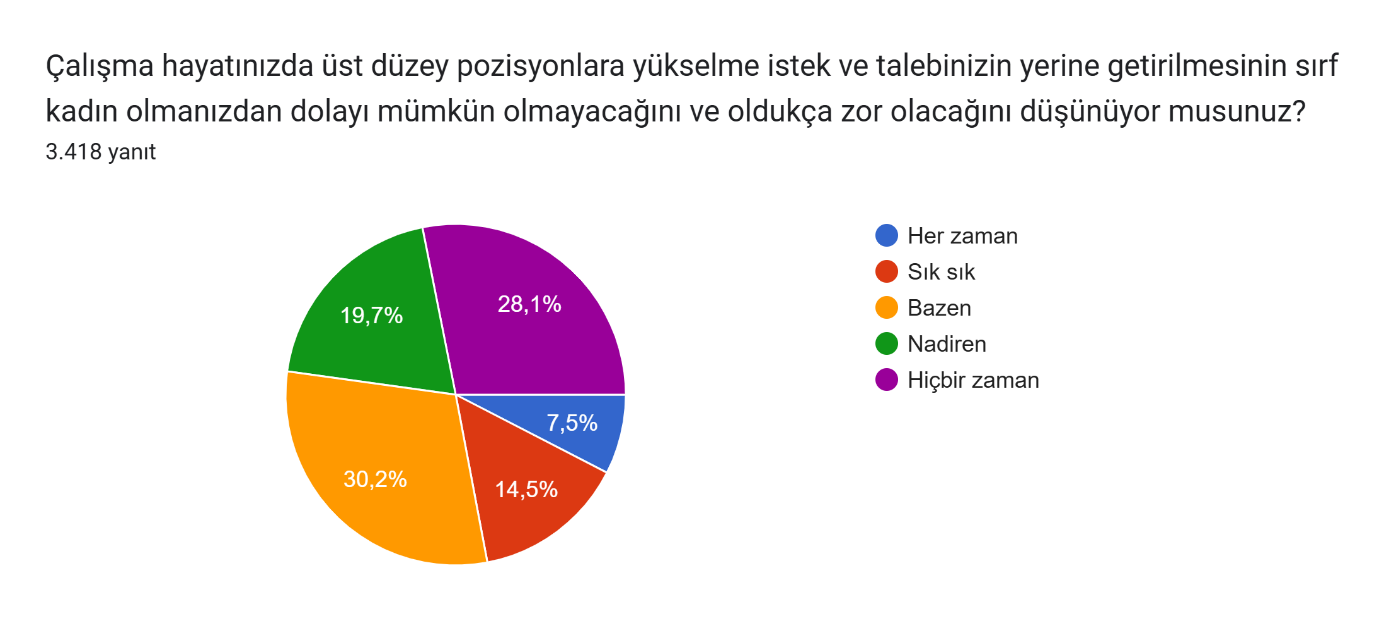 Çalışma hayatınızda üst düzey pozisyonlara yükselme istek ve talebinizin yerine getirilmesinin sırf
kadın olmanızdan dolayı mümkün olmayacağını ve oldukça zor olacağını düşünüyor musunuz?
3.418 yanıt
Her zaman
Sık sık
Bazen
Nadiren
Hiçbir zaman
28,1%
19,7%
7,5%
30,2%
14,5%